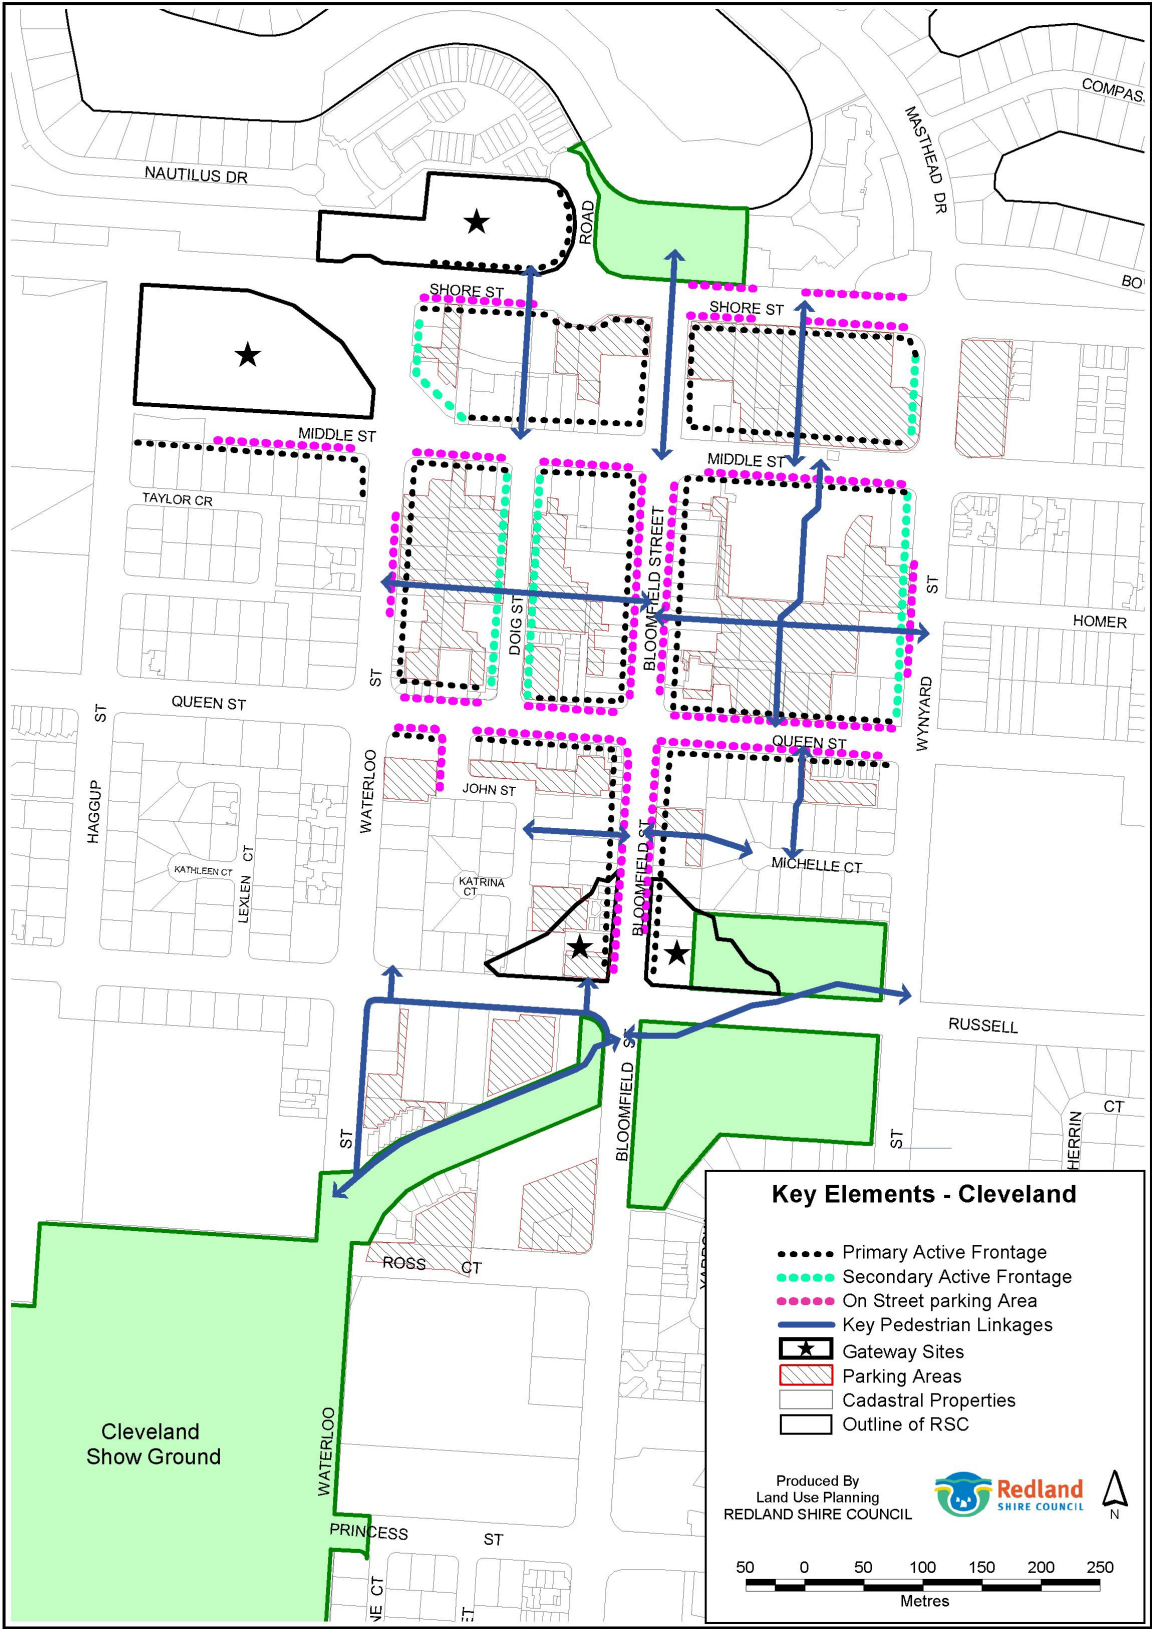 COMPAS
MASTHEAD DR
NAUTILUS DR
ROAD
BO
SHORE ST
SHORE ST
MIDDLE ST
MIDDLE ST
TAYLOR CR
BLOOMFIELD STREET
DOIG ST
ST
HOMER
ST
QUEEN ST
ST
WYNYARD
QUEEN ST
WATERLOO
HAGGUP
JOHN ST
BLOOMFIELD ST
MICHELLE CT
KATHLEEN CT
LEXLEN CT
KATRINA
CT
RUSSELL
BLOOMFIELD ST
ST
ST
HERRIN
CT
ROSS CT
WATERLOO
Cleveland
Show Ground
PRINCESS ST
NE CT
ET
Key Elements - Cleveland
Primary Active Frontage
Secondary Active Frontage
On Street parking Area
Key Pedestrian Linkages
Gateway Sites
Parking Areas
Cadastral Properties
Outline of RSC
Produced By
Land Use Planning
REDLAND SHIRE COUNCIL
Redland
SHIRE COUNCIL
N
50 0 50 100 150 200 250
Metres